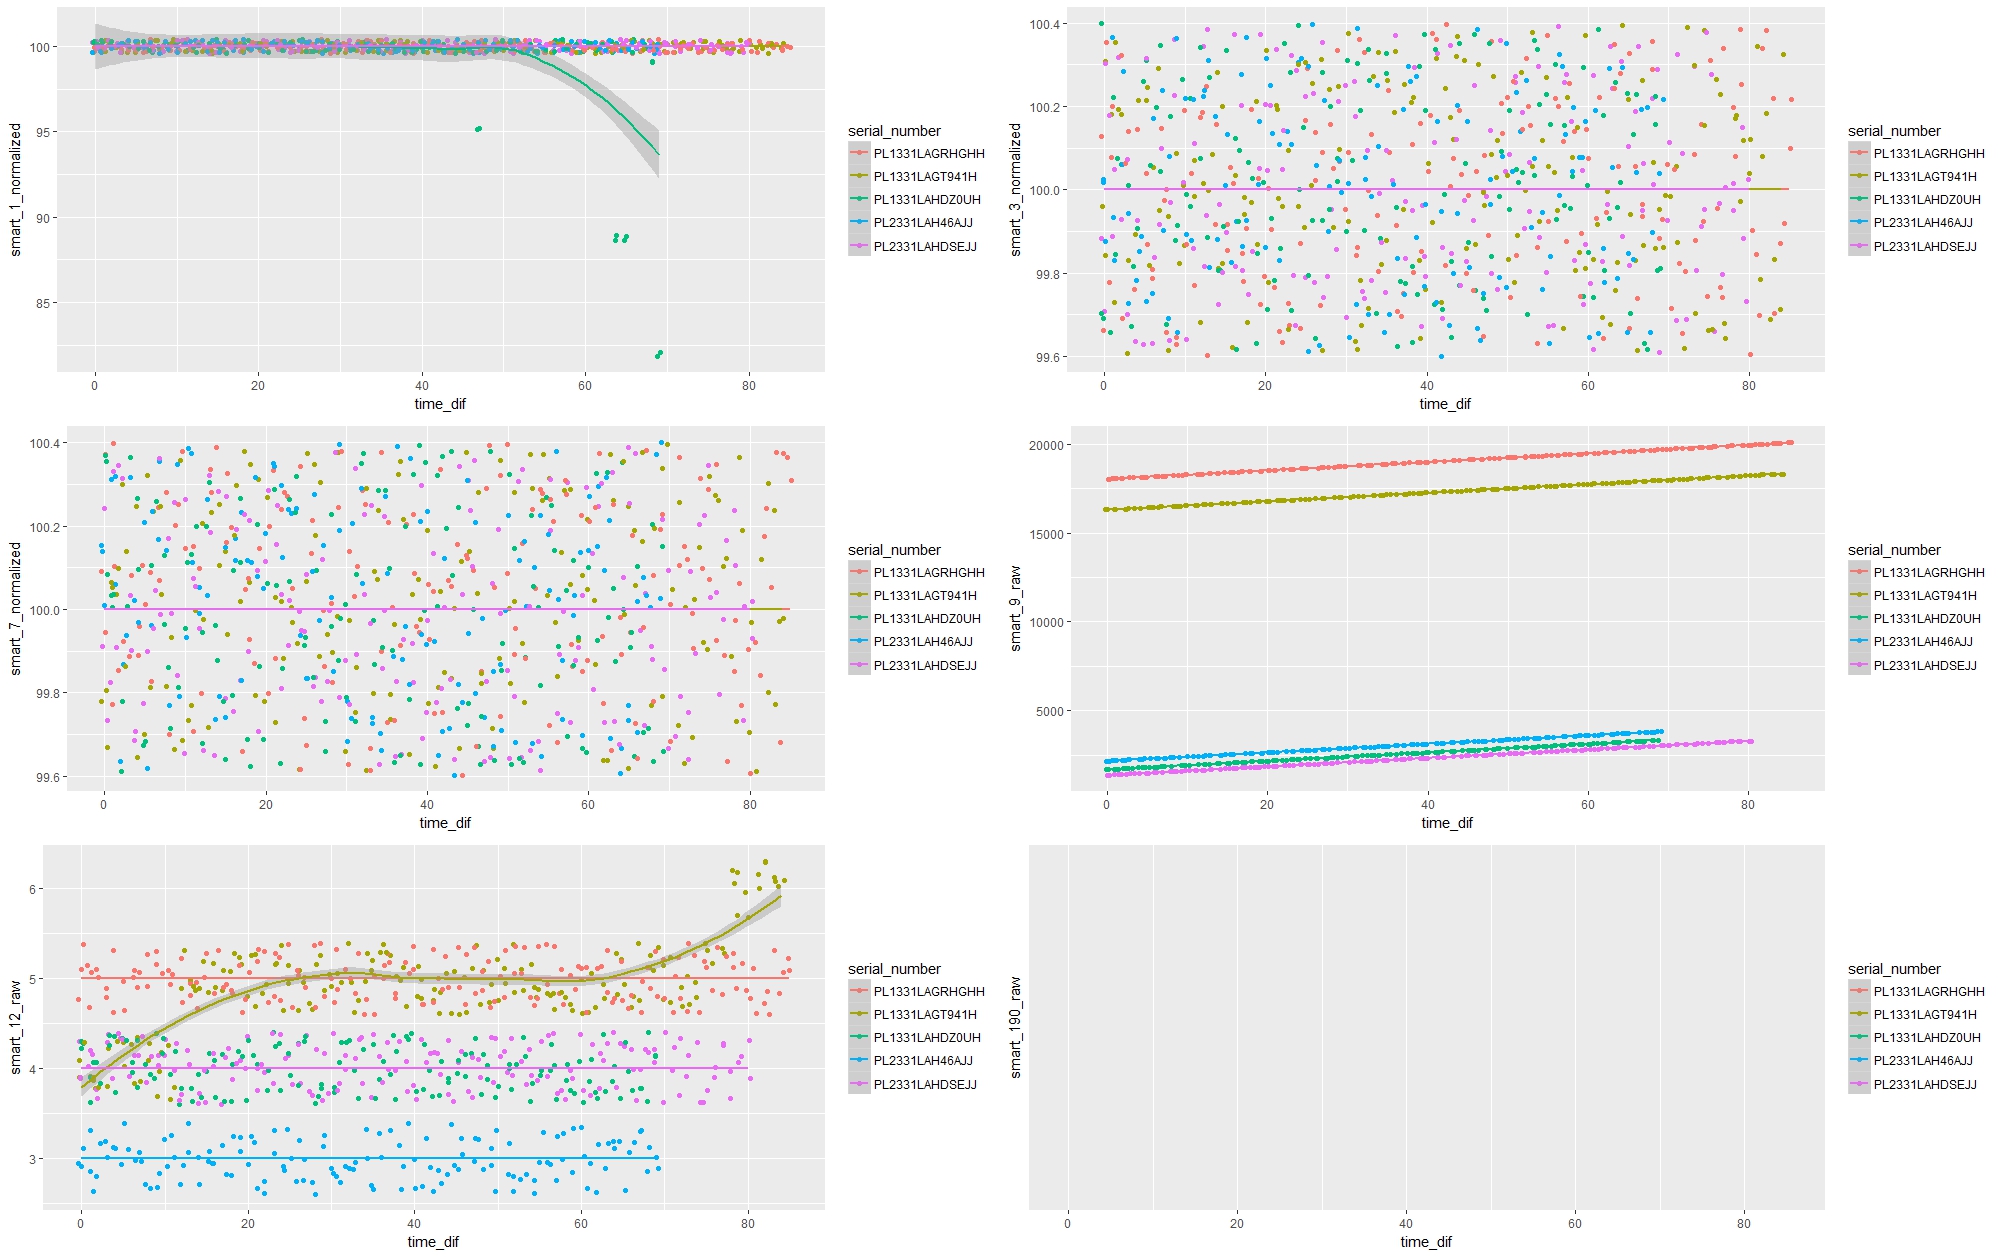 smart_1_normalized
100
95
90
85
0 20 40 60 80
time_dif
serial_number
PL1331LAGRHGHH
PL1331LAGT941H
PL1331LAHDZ0UH
PL2331LAH46AJJ
PL2331LAHDSEJJ
smart_3_normalized
100.4
100.2
100.0
99.8
99.6
0 20 40 60 80
time_dif
serial_number
PL1331LAGRHGHH
PL1331LAGT941H
PL1331LAHDZ0UH
PL2331LAH46AJJ
PL2331LAHDSEJJ
smart_7_normalized
100.4
100.2
100.0
99.8
99.6
0 20 40 60 80
time_dif
serial_number
PL1331LAGRHGHH
PL1331LAGT941H
PL1331LAHDZ0UH
PL2331LAH46AJJ
PL2331LAHDSEJJ
smart_9_raw
20000
15000
10000
5000
0 20 40 60 80
time_dif
serial_number
PL1331LAGRHGHH
PL1331LAGT941H
PL1331LAHDZ0UH
PL2331LAH46AJJ
PL2331LAHDSEJJ
smart_12_raw
6
5
4
3
0 20 40 60 80
time_dif
serial_number
PL1331LAGRHGHH
PL1331LAGT941H
PL1331LAHDZ0UH
PL2331LAH46AJJ
PL2331LAHDSEJJ
smart_190_raw
0 20 40 60 80
time_dif
serial_number
PL1331LAGRHGHH
PL1331LAGT941H
PL1331LAHDZ0UH
PL2331LAH46AJJ
PL2331LAHDSEJJ